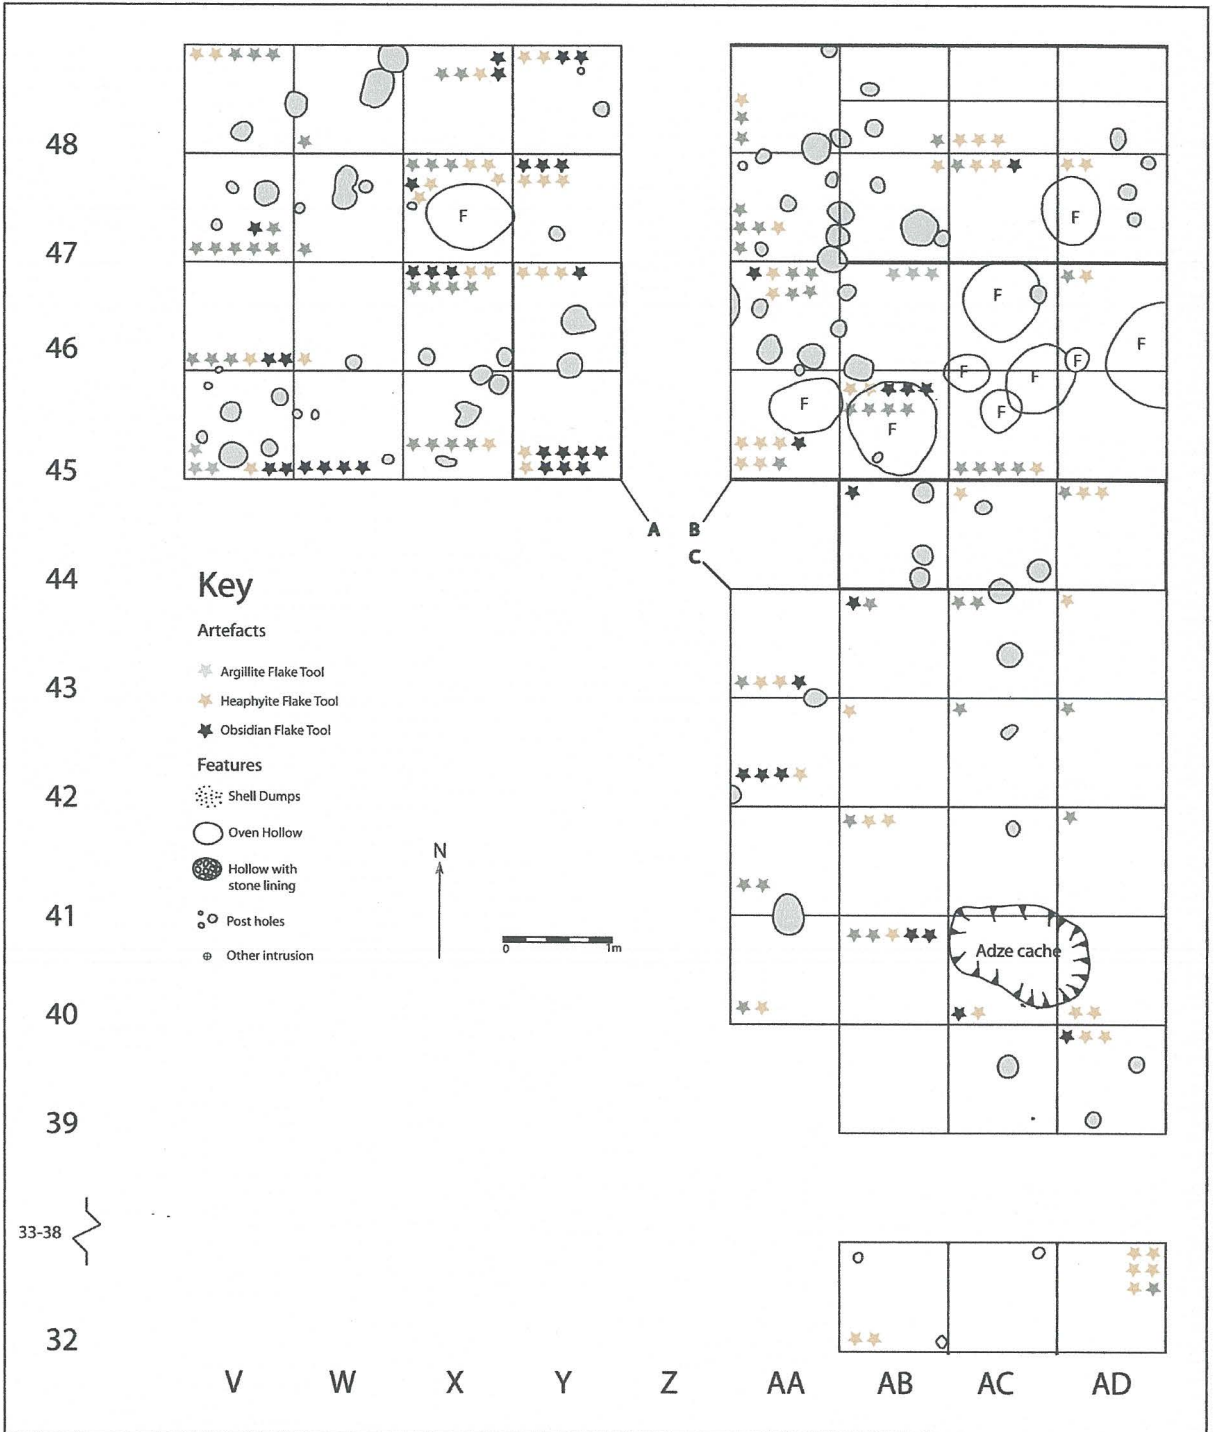 48
47
F
F
46
F
F
F
F
F
F
F
F
45
A
B
C
44
Key
Artefacts
Argillite Flake Tool
Heaphyite Flake Tool
Obsidian Flake Tool
Features
Shell Dumps
Oven Hollow
Hollow with
stone lining
Post holes
Other intrusion
N
0
1m
43
42
41
Adze cache
40
39
33-38
32
V W X Y Z AA AB AC AD